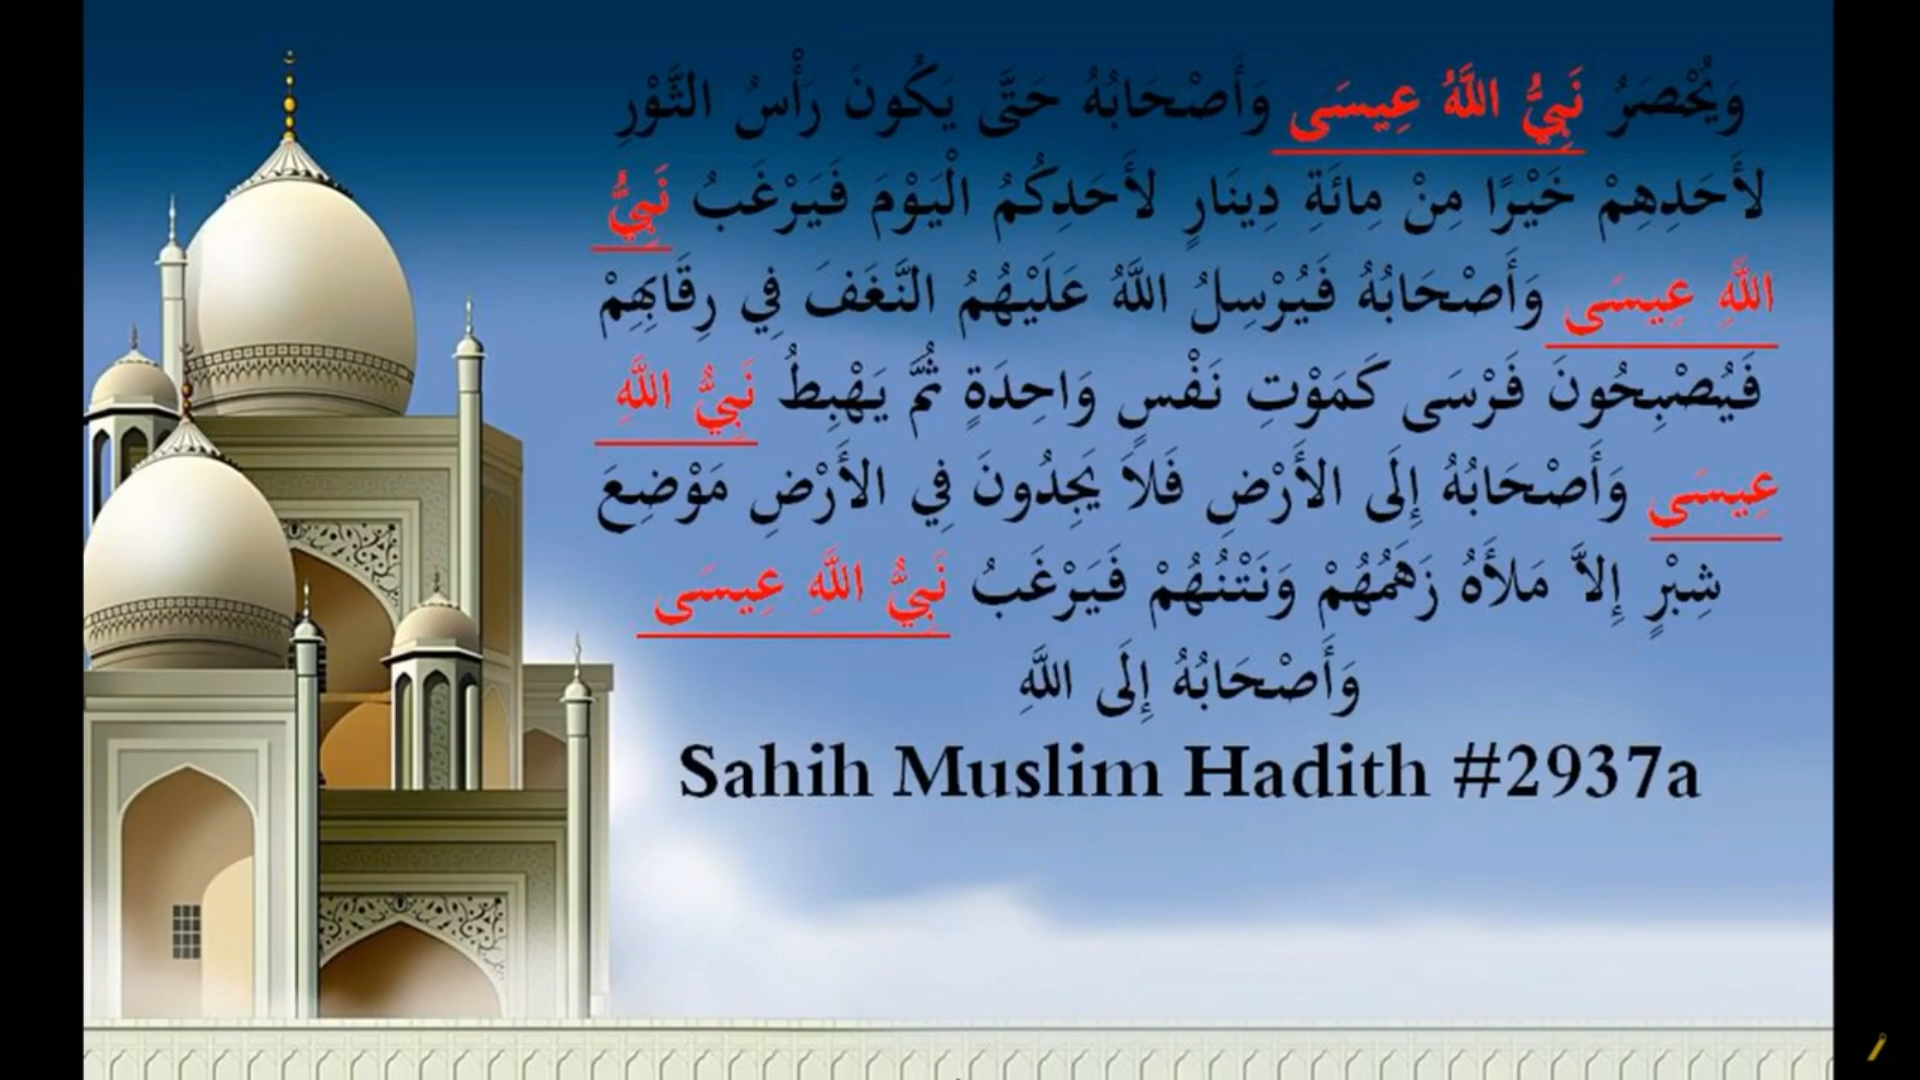 وَيُحْصَرُ نَبِيُّ اللَّهُ عِيسَى وَأَصْحَابُهُ حَتَّى يَكُونَ رَأْسُ الثَّوْرِ
لأَحَدِهِمْ خَيْرًا مِنْ مِائَةِ دِينَارٍ لأَحَدِكُمُ الْيَوْمَ فَيَرْغَبُ نَبِيُّ
اللَّهِ عِيسَى وَأَصْحَابُهُ فَيُرْسِلُ اللَّهُ عَلَيْهُمُ النَّغَفَ فِي رِقَابِهِمْ
فَيُصْبِحُونَ فَرْسَى كَمَوْتِ نَفْسٍ وَاحِدَةٍ ثُمَّ يَهْبِطُ نَبِيُّ اللَّهِ
عِيسَى وَأَصْحَابُهُ إِلَى الأَرْضِ فَلاَ يَجِدُونَ فِي الأَرْضِ مَوْضِعَ
شِبْرٍ إِلاَّ مَلأَهُ زَهَمُهُمْ وَنَتْنُهُمْ فَيَرْغَبُ نَبِيُّ اللَّهِ عِيسَى
وَأَصْحَابُهُ إِلَى اللَّهِ
Sahih Muslim Hadith #2937a